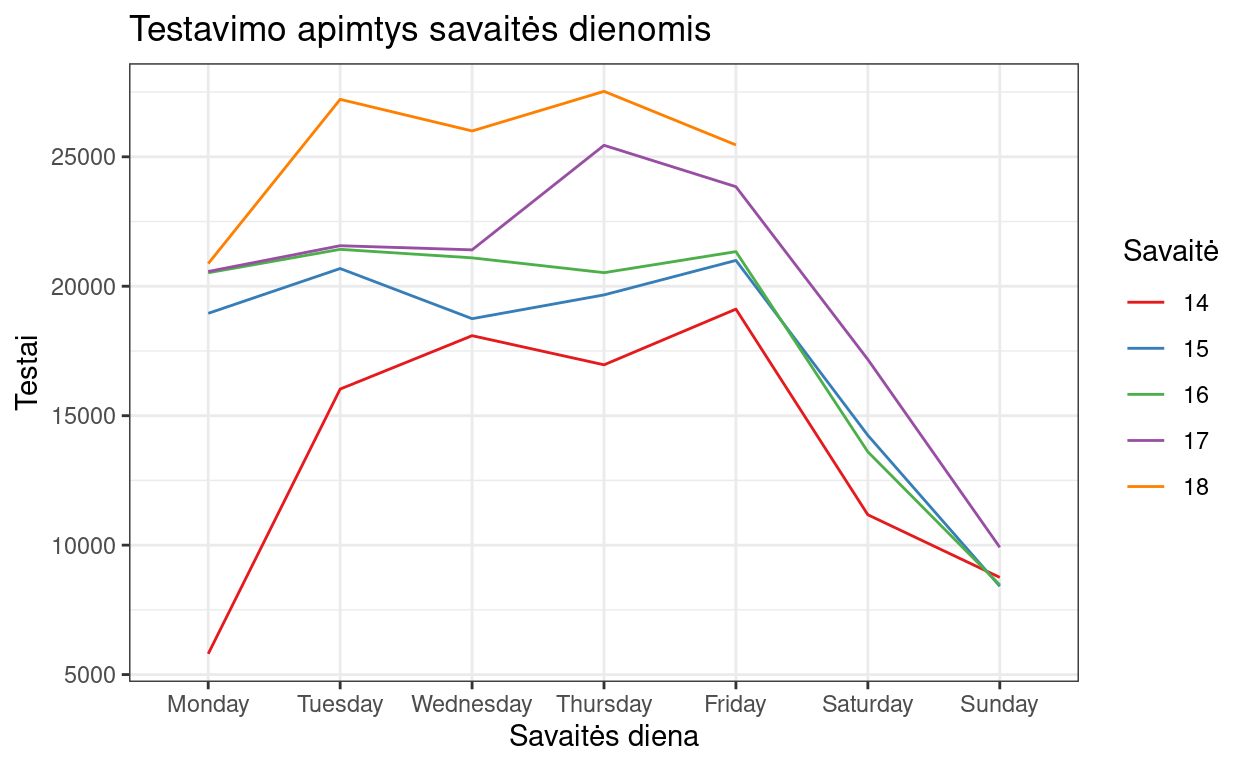 Testavimo apimtys savaitės dienomis
Testai
25000
20000
15000
10000
5000
Monday Tuesday Wednesday Thursday Friday Saturday Sunday
Savaitės diena
Savaitė
14
15
16
17
18